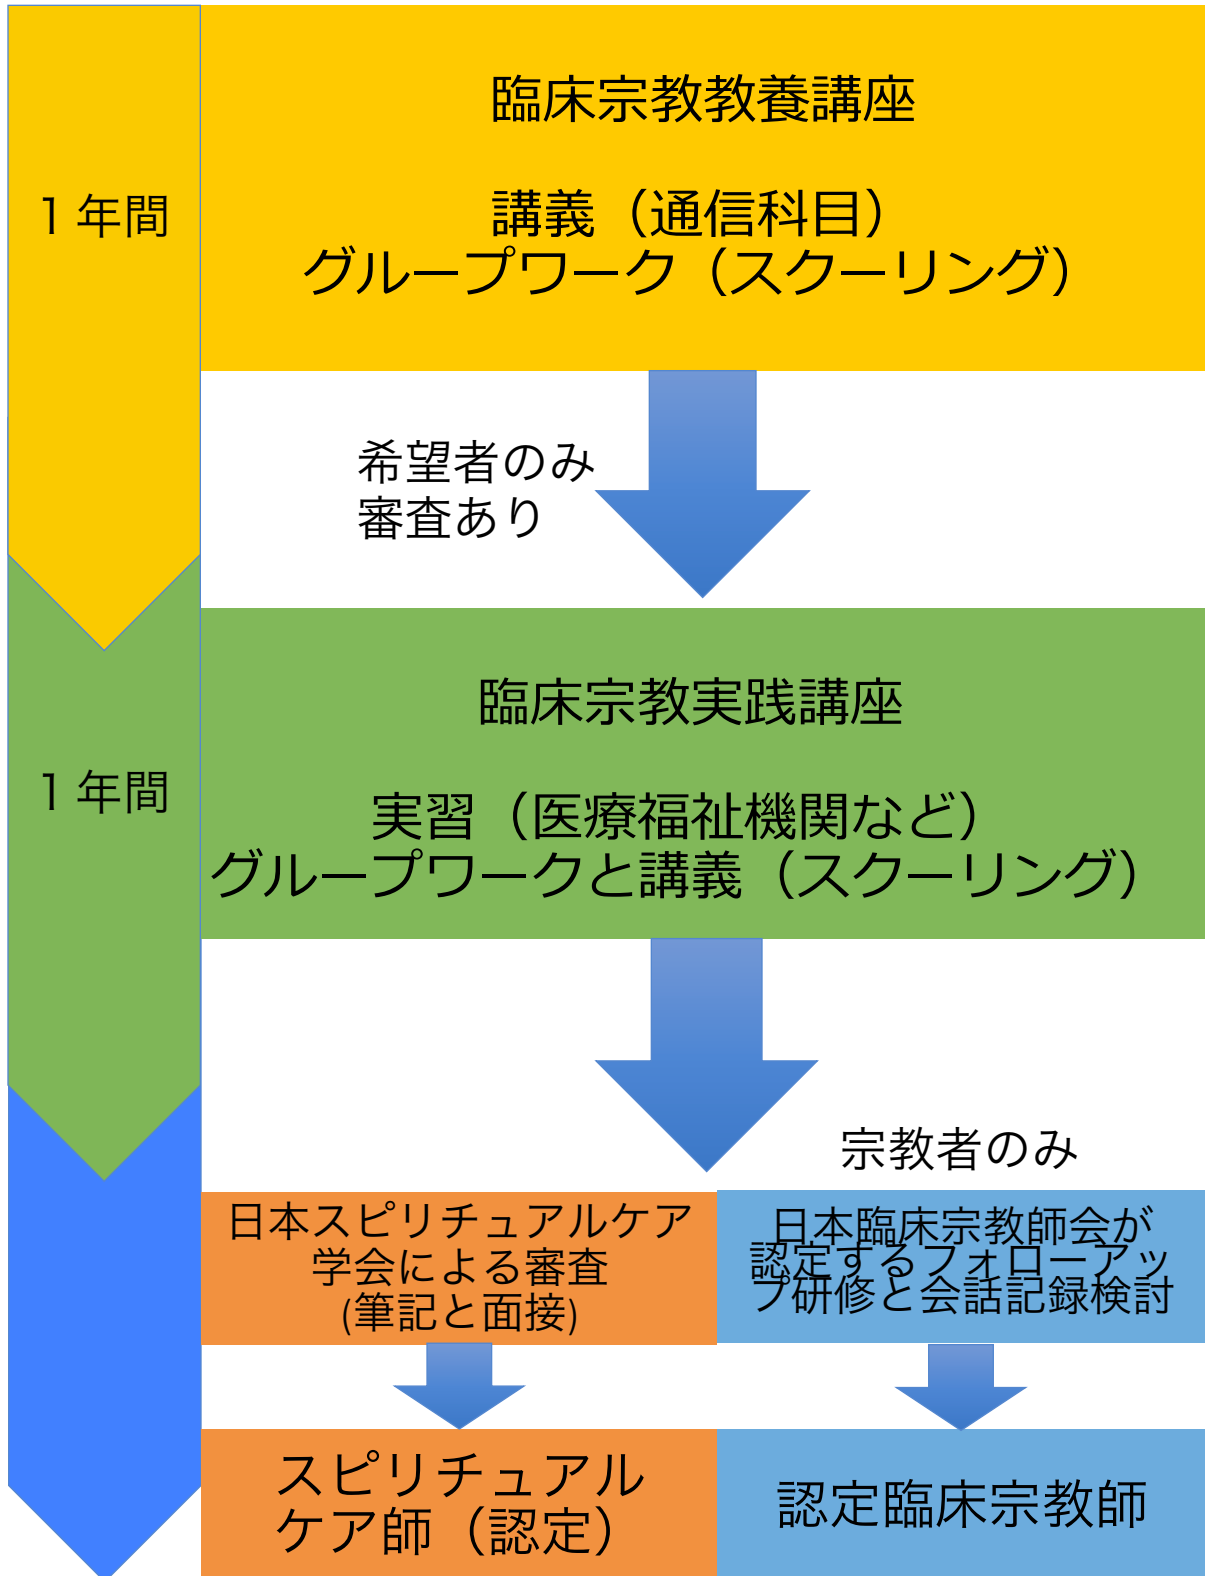 臨床宗教教養講座
１年間
講義（通信科目）
グループワーク（スクーリング）
希望者のみ
審査あり
臨床宗教実践講座
１年間
実習（医療福祉機関など）
グループワークと講義（スクーリング）
宗教者のみ
日本スピリチュアルケア
学会による審査
(筆記と面接)
日本臨床宗教師会が
認定するフォローアッ
プ研修と会話記録検討
スピリチュアル
ケア師（認定）
認定臨床宗教師